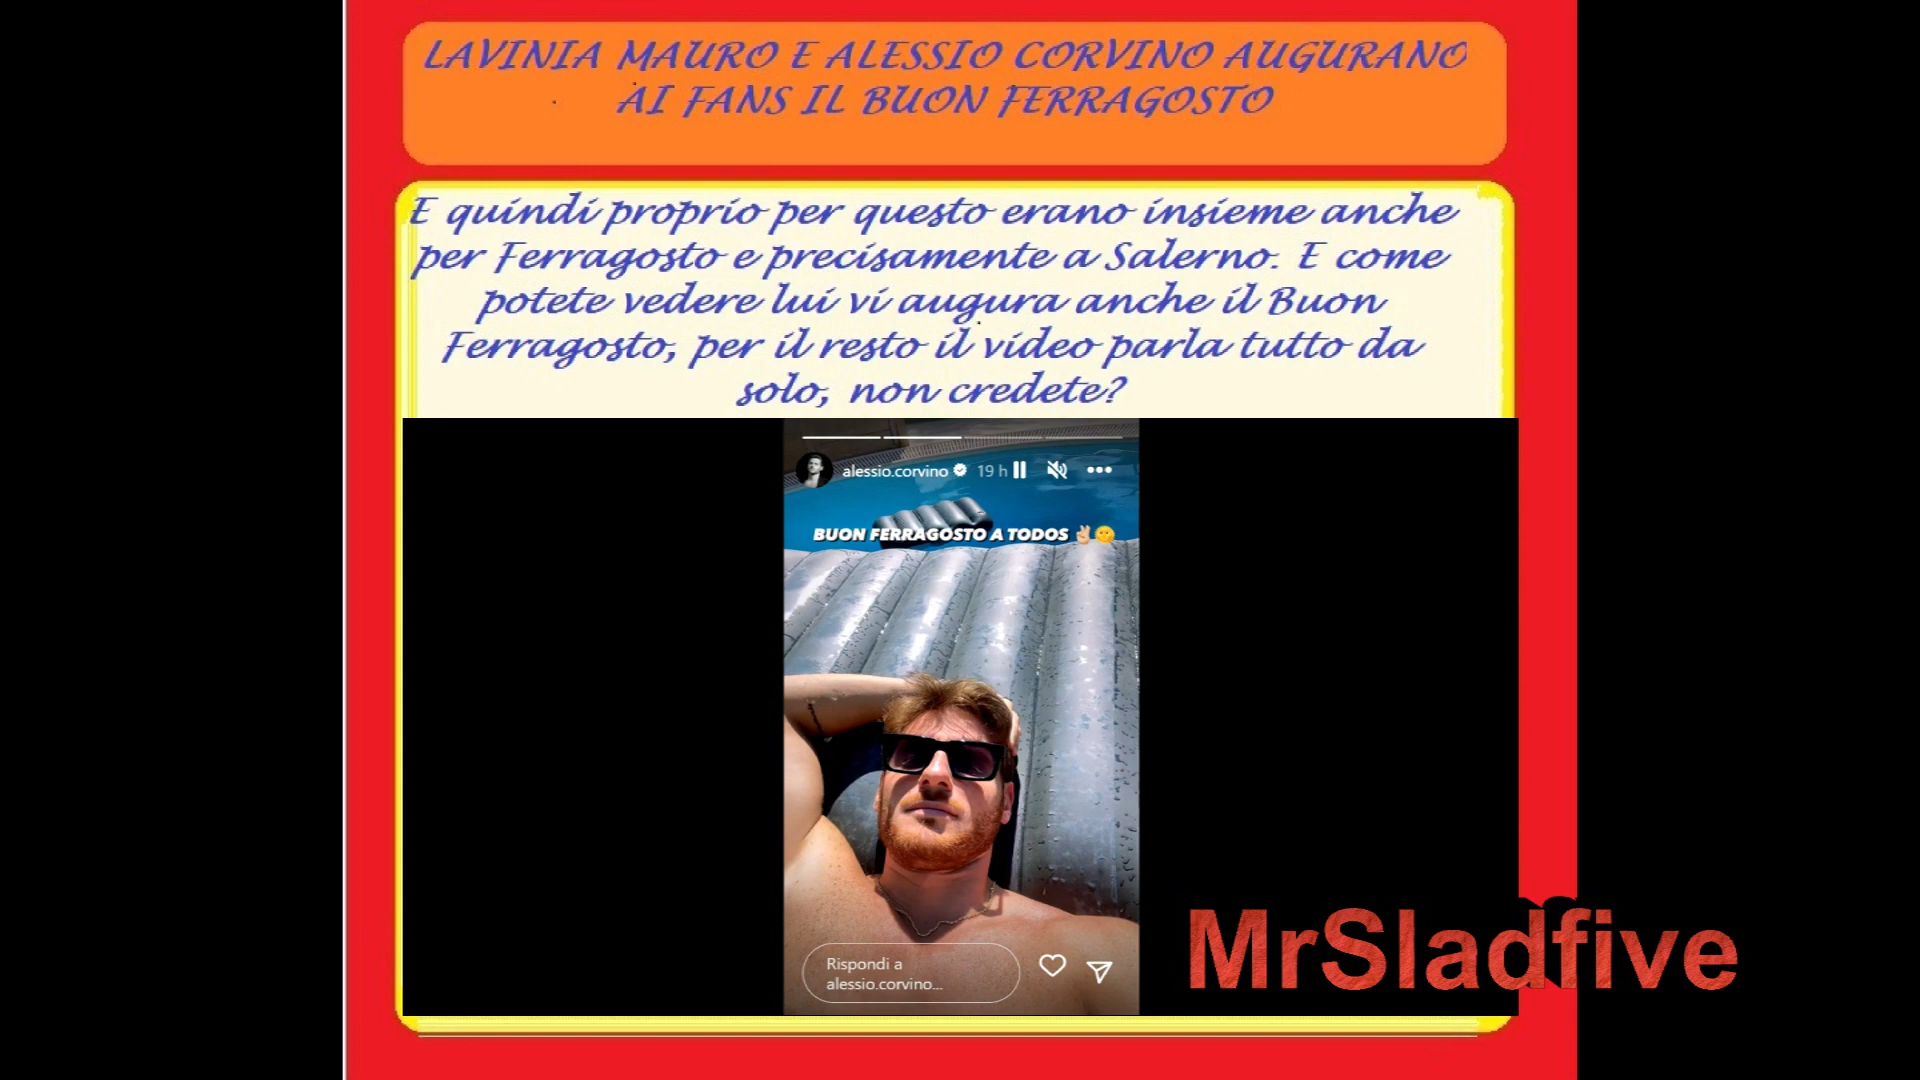 LAVINIA MAURO E ALESSIO CORVINO AUGURANO
AI FANS IL BUON FERRAGOSTO
E quindi proprio per questo erano insieme anche
per Ferragosto e precisamente a Salerno. E come
potete vedere lui vi augura anche il Buon
Ferragosto, per il resto il video parla tutto da
solo, non credete?
alessio.corvino 19 h
BUON FERRAGOSTO A TODOS ✌🏻🌞
Rispondi a
alessio.corvino...
MrSladfive